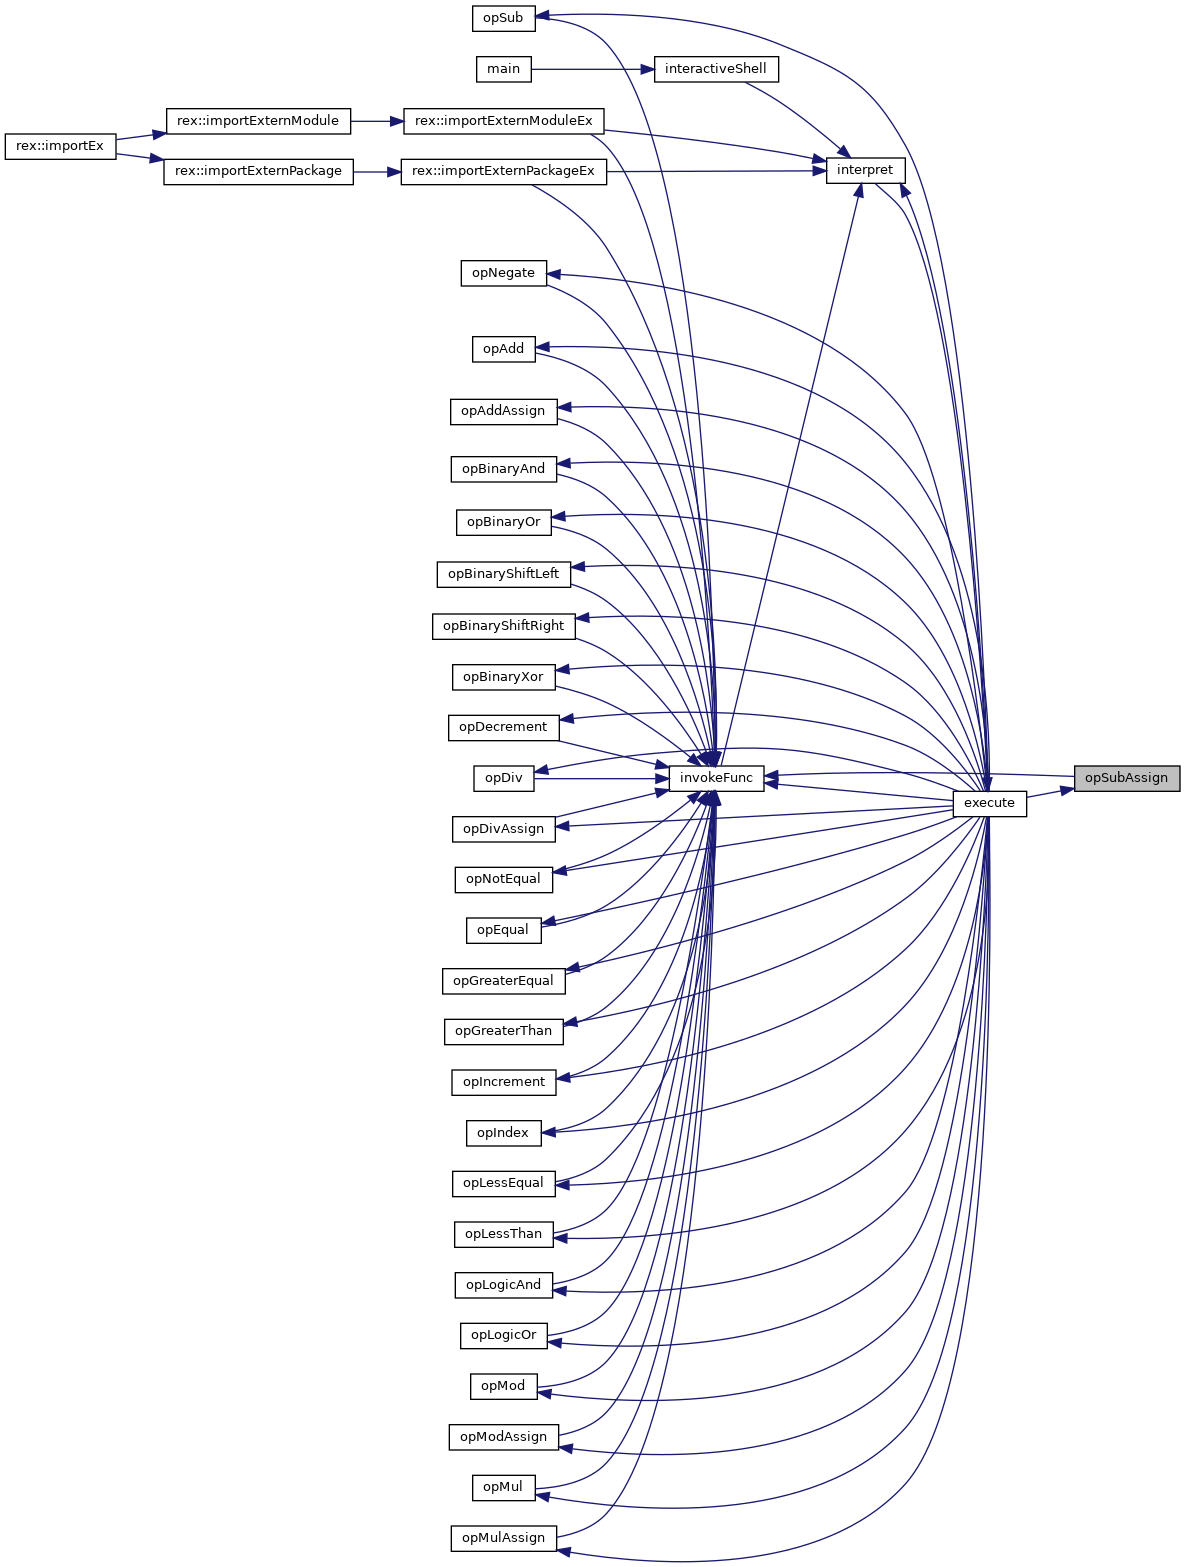 opSub
main
interactiveShell
rex::importExternModule
rex::importExternModuleEx
rex::importEx
rex::importExternPackage
rex::importExternPackageEx
interpret
opNegate
opAdd
opAddAssign
opBinaryAnd
opBinaryOr
opBinaryShiftLeft
opBinaryShiftRight
opBinaryXor
opDecrement
opDiv
invokeFunc
opSubAssign
execute
opDivAssign
opNotEqual
opEqual
opGreaterEqual
opGreaterThan
opIncrement
opIndex
opLessEqual
opLessThan
opLogicAnd
opLogicOr
opMod
opModAssign
opMul
opMulAssign